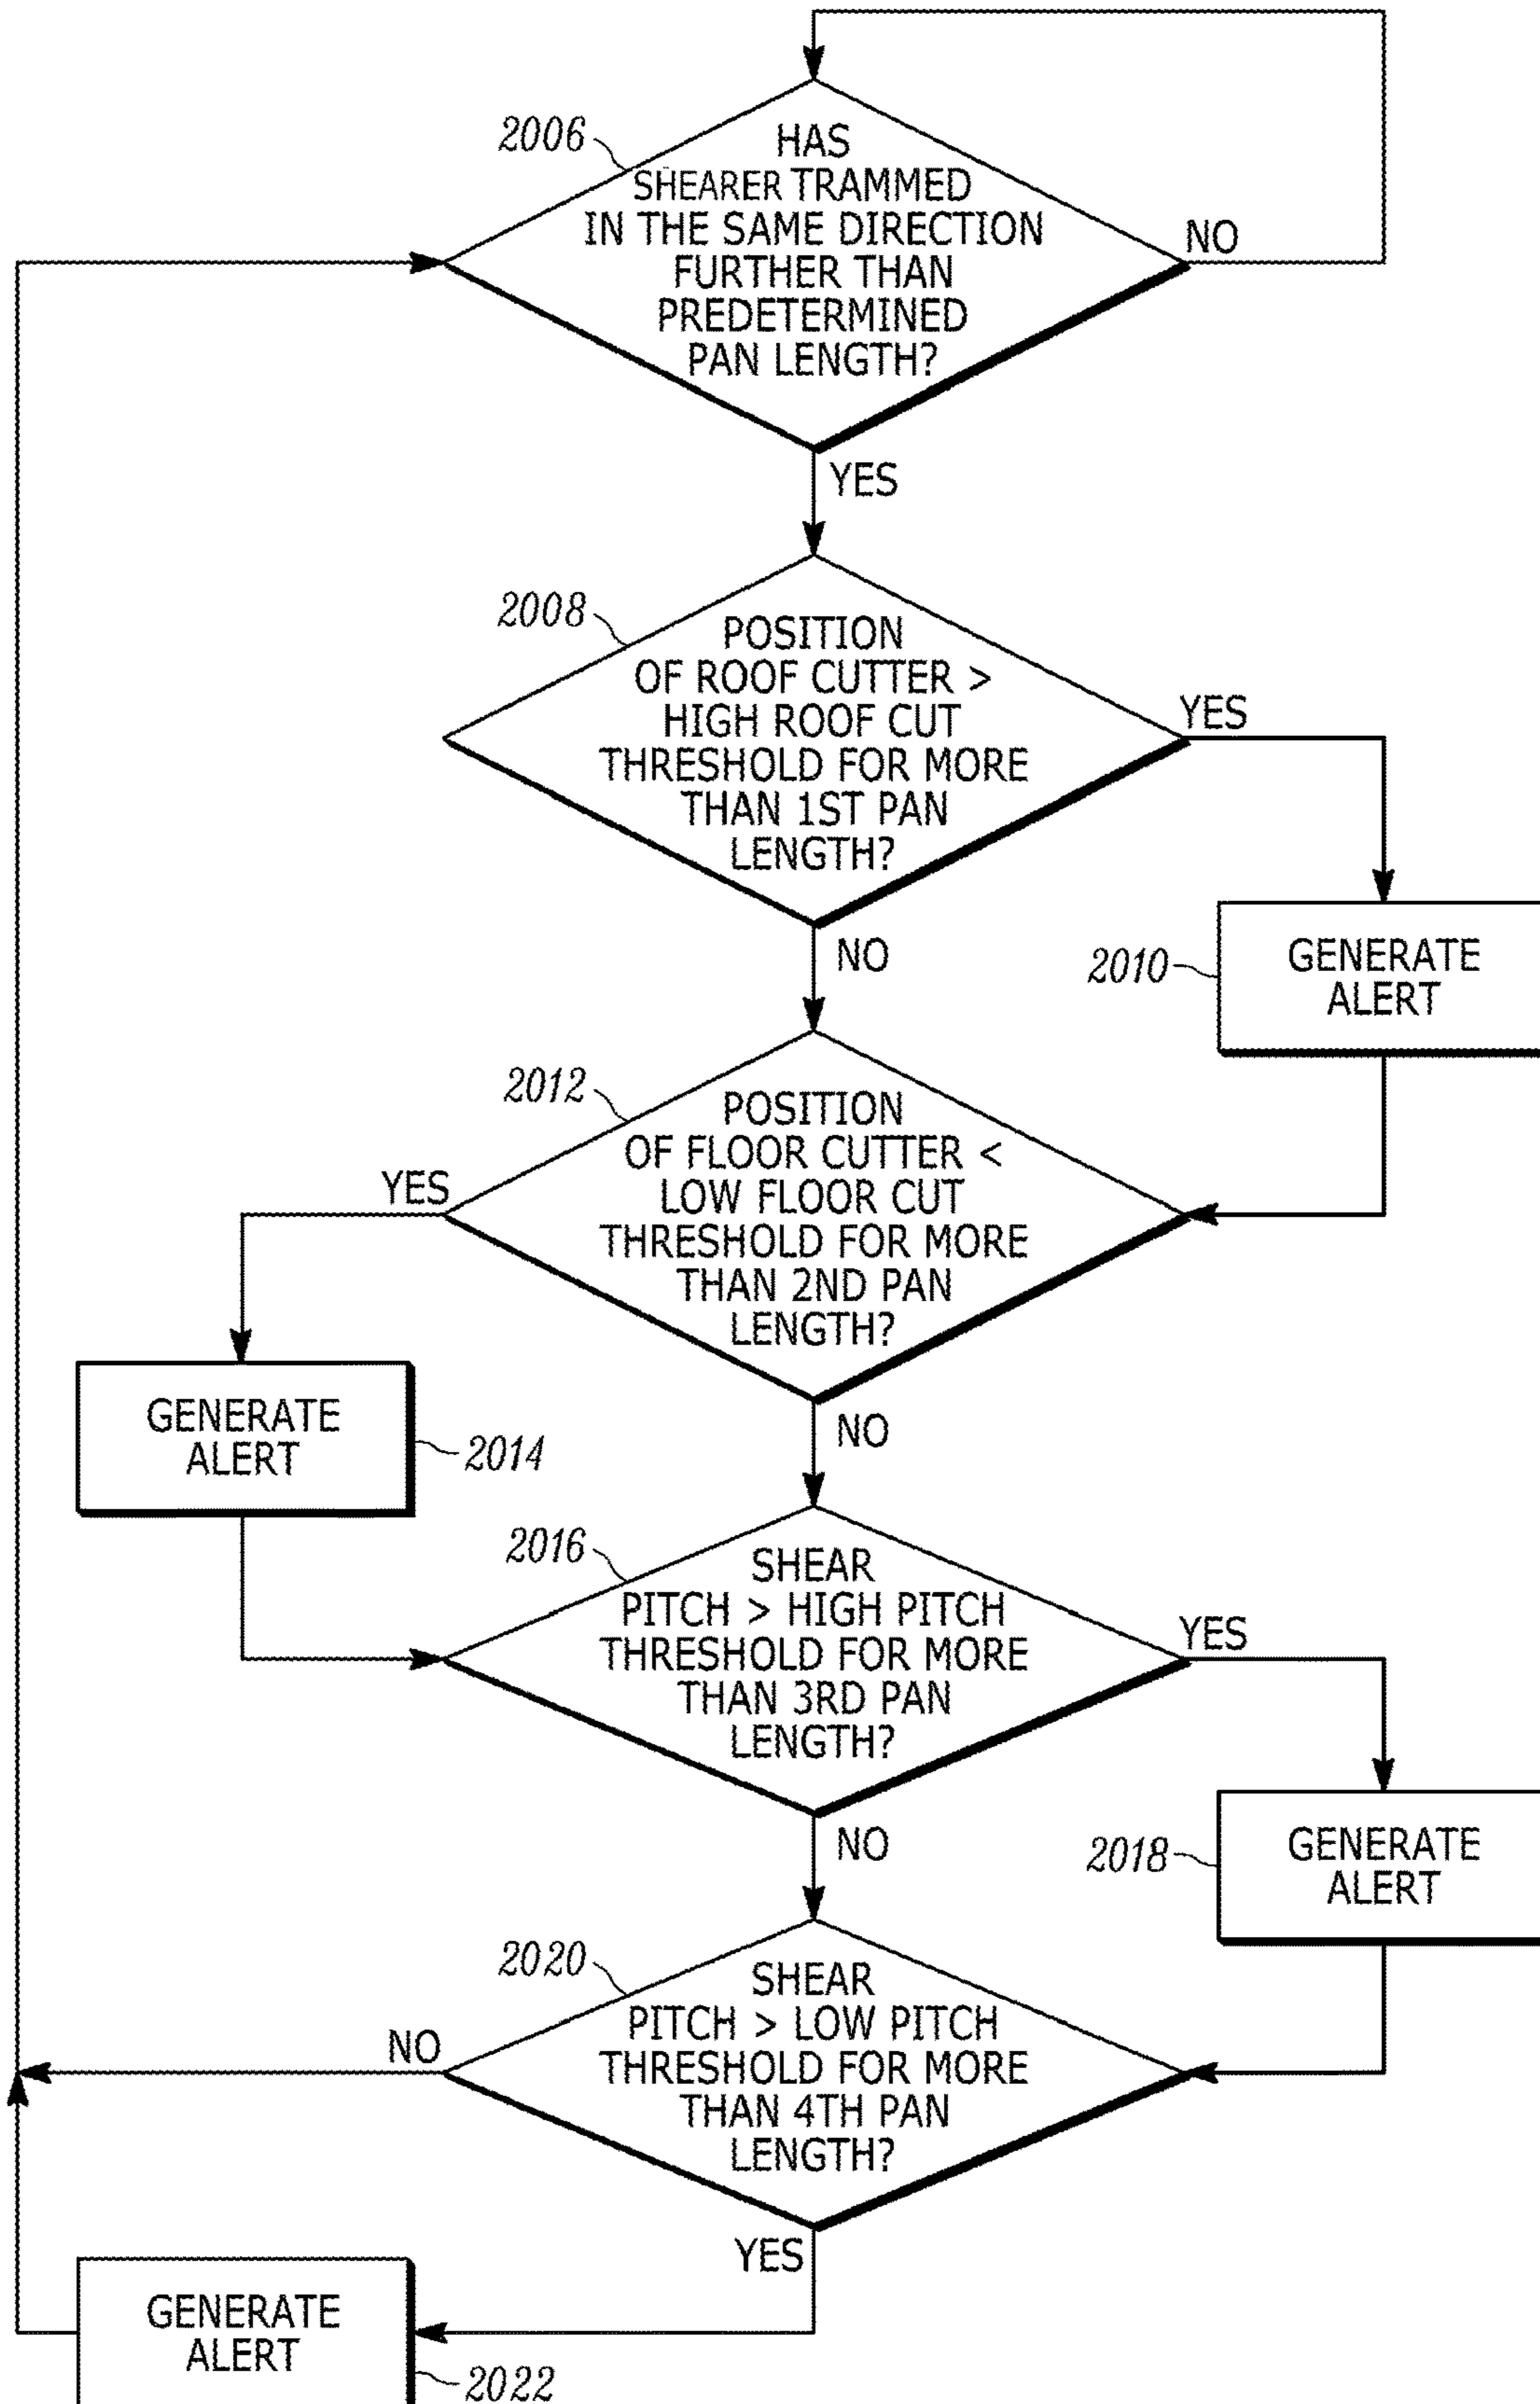 2006
HAS
SHEARER TRAMMED
IN THE SAME DIRECTION
FURTHER THAN
PREDETERMINED
PAN LENGTH?
NO
YES
2008
POSITION
OF ROOF CUTTER >
HIGH ROOF CUT
THRESHOLD FOR MORE
THAN 1ST PAN
LENGTH?
YES
NO
2010
GENERATE
ALERT
2012
POSITION
OF FLOOR CUTTER <
LOW FLOOR CUT
THRESHOLD FOR MORE
THAN 2ND PAN
LENGTH?
YES
NO
GENERATE
ALERT
2014
2016
SHEAR
PITCH > HIGH PITCH
THRESHOLD FOR MORE
THAN 3RD PAN
LENGTH?
YES
NO
2018
GENERATE
ALERT
2020
SHEAR
PITCH > LOW PITCH
THRESHOLD FOR MORE
THAN 4TH PAN
LENGTH?
NO
YES
GENERATE
ALERT
2022